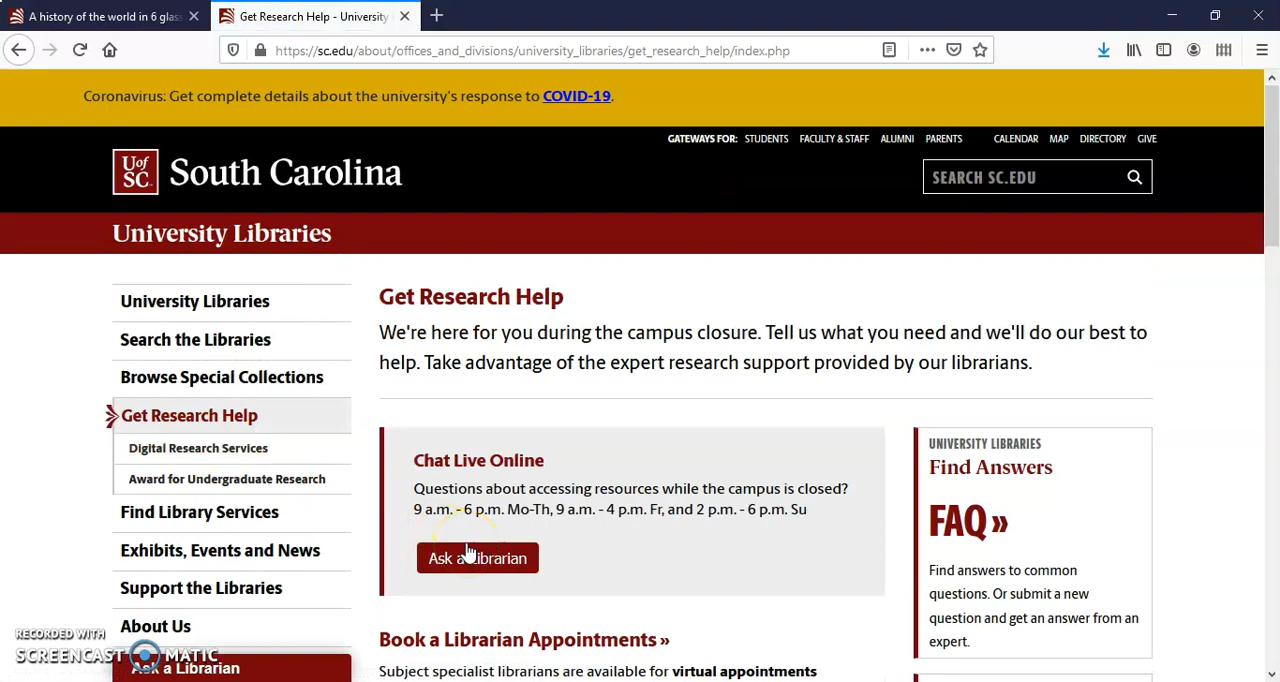 A history of the world in 6 glass
Get Research Help - University
https://sc.edu/about/offices_and_divisions/university_libraries/get_research_help/index.php
Coronavirus: Get complete details about the university's response to COVID-19.
GATEWAYS FOR: STUDENTS FACULTY & STAFF ALUMNI PARENTS CALENDAR MAP DIRECTORY GIVE
U of SC
South Carolina
SEARCH SC.EDU
University Libraries
University Libraries
Search the Libraries
Browse Special Collections
Get Research Help
Digital Research Services
Award for Undergraduate Research
Find Library Services
Exhibits, Events and News
Support the Libraries
About Us
Ask a Librarian
Get Research Help
We're here for you during the campus closure. Tell us what you need and we'll do our best to
help. Take advantage of the expert research support provided by our librarians.
Chat Live Online
Questions about accessing resources while the campus is closed?
9 a.m. - 6 p.m. Mo-Th, 9 a.m. - 4 p.m. Fr, and 2 p.m. - 6 p.m. Su
Ask a Librarian
Book a Librarian Appointments »
Subject specialist librarians are available for virtual appointments
UNIVERSITY LIBRARIES
Find Answers
FAQ »
Find answers to common
questions. Or submit a new
question and get an answer from an
expert.
RECORDED WITH
SCREENCAST MATIC